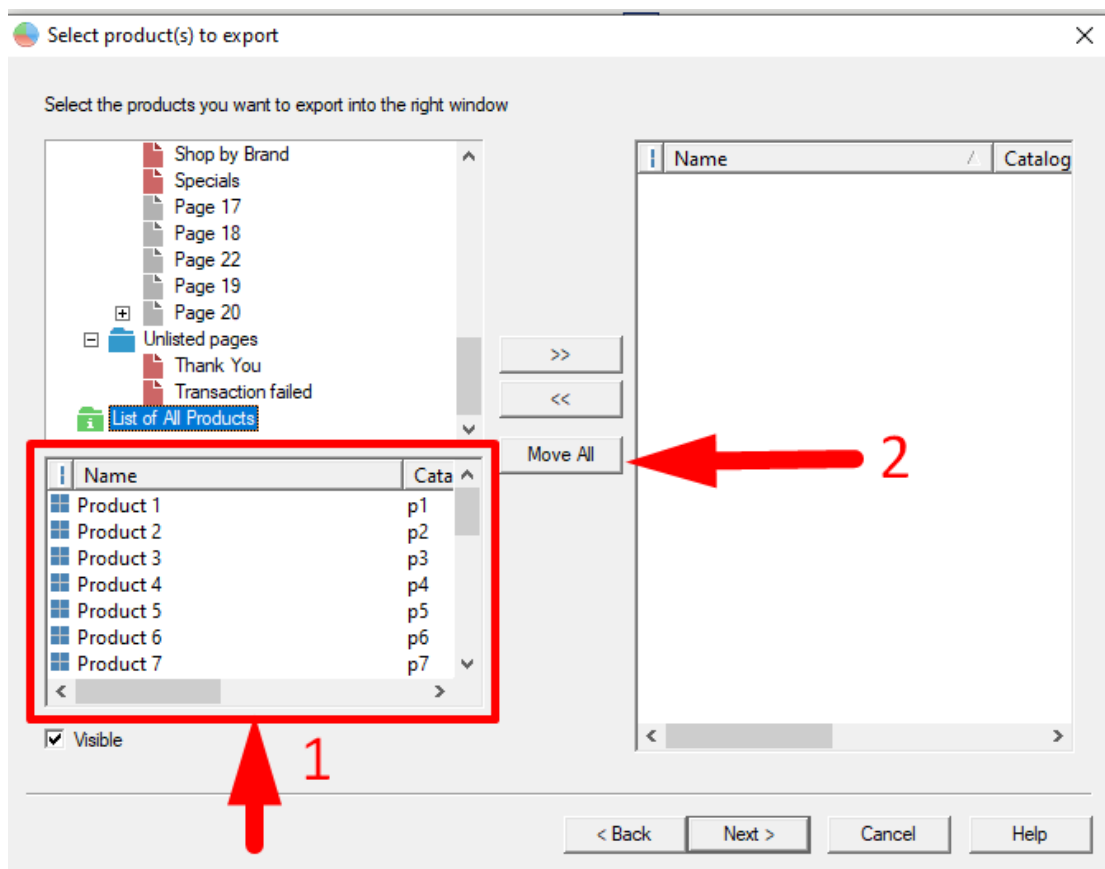 Select product(s) to export
Select the products you want to export into the right window
Shop by Brand
Specials
Page 17
Page 18
Page 22
Page 19
Page 20
Unlisted pages
Thank You
Transaction failed
List of All Products
>>
<<
Move All
2
Name Catalog
Name Cata
Product 1 p1
Product 2 p2
Product 3 p3
Product 4 p4
Product 5 p5
Product 6 p6
Product 7 p7
Visible
1
< Back Next > Cancel Help